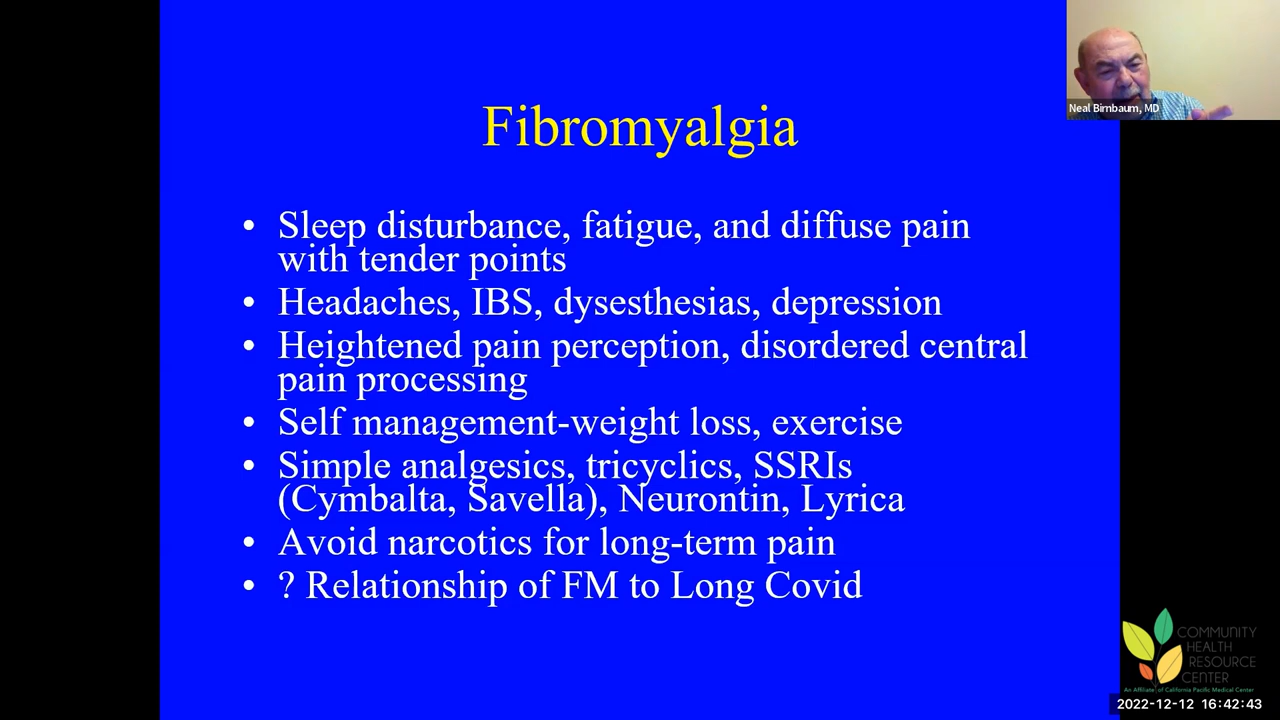 Neal Birnbaum, MD
Fibromyalgia
• Sleep disturbance, fatigue, and diffuse pain
with tender points
• Headaches, IBS, dysesthesias, depression
• Heightened pain perception, disordered central
pain processing
• Self management-weight loss, exercise
• Simple analgesics, tricyclics, SSRIs
(Cymbalta, Savella), Neurontin, Lyrica
• Avoid narcotics for long-term pain
• ? Relationship of FM to Long Covid
COMMUNITY
HEALTH
RESOURCE
CENTER
An Affiliate of California Pacific Medical Center
2022-12-12 16:42:43